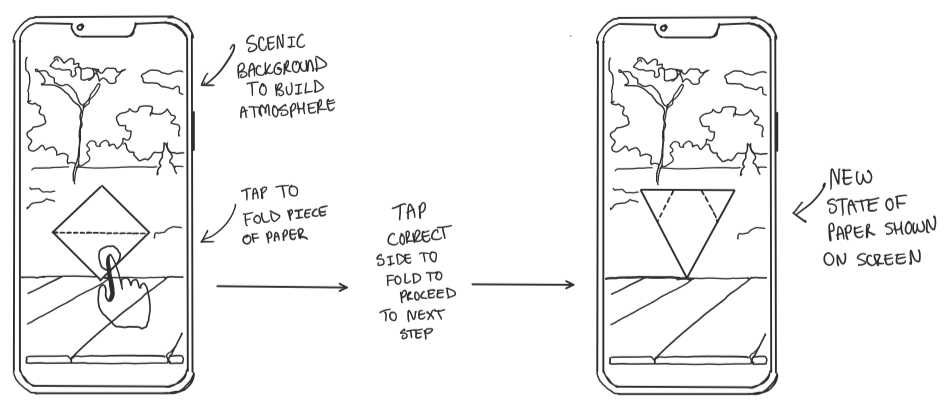 SCENIC
BACKGROUND
TO BUILD
ATMOSPHERE
TAP TO
FOLD PIECE
OF PAPER
TAP
CORRECT
SIDE TO
FOLD TO
PROCEED
TO NEXT
STEP
NEW
STATE OF
PAPER SHOWN
ON SCREEN